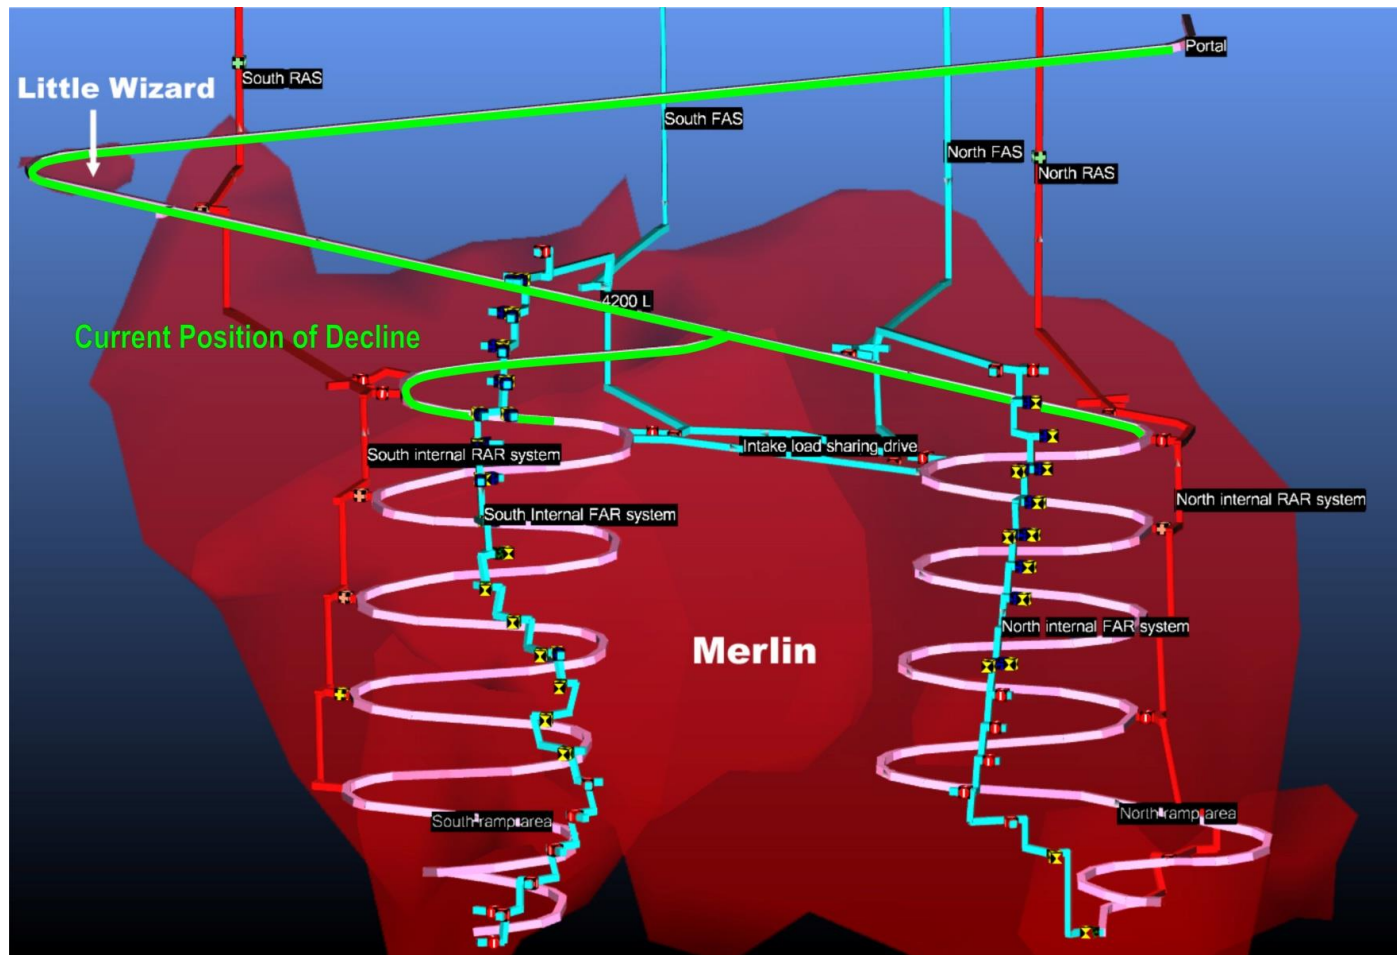 Portal
South RAS
Little Wizard
South FAS
North FAS
North RAS
4200 L
Current Position of Decline
Intake load sharing drive
South internal RAR system
North internal RAR system
South Internal FAR system
North internal FAR system
Merlin
South ramp area
North ramp area